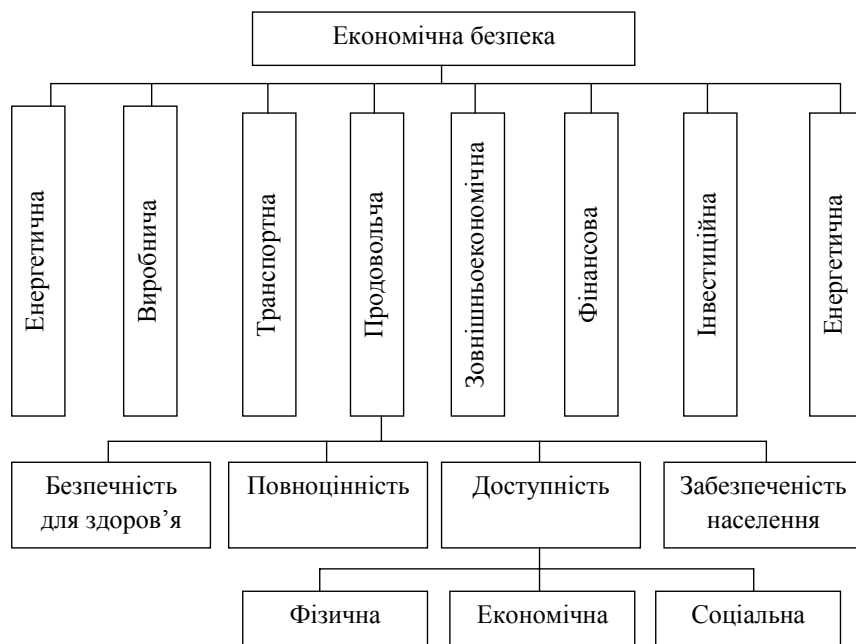 Економічна безпека
Енергетична
Виробнича
Транспортна
Продовольча
Зовнішньоекономічна
Фінансова
Інвестиційна
Енергетична
Безпечність
для здоров’я
Повноцінність
Доступність
Забезпеченість
населення
Фізична
Економічна
Соціальна